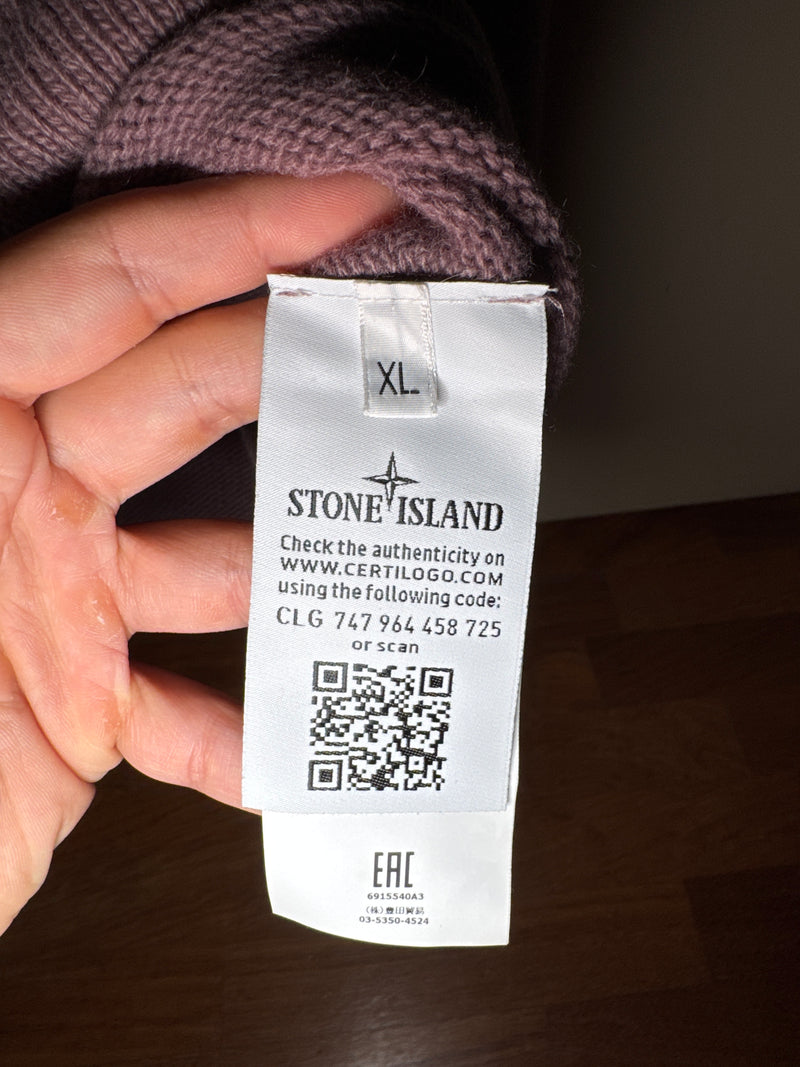 XL
STONE ISLAND
Check the authenticity on
WWW.CERTILOGO.COM
using the following code:
CLG 747 964 458 725
or scan
EAC
6915540A3
(株)豊田貿易
03-5350-4524